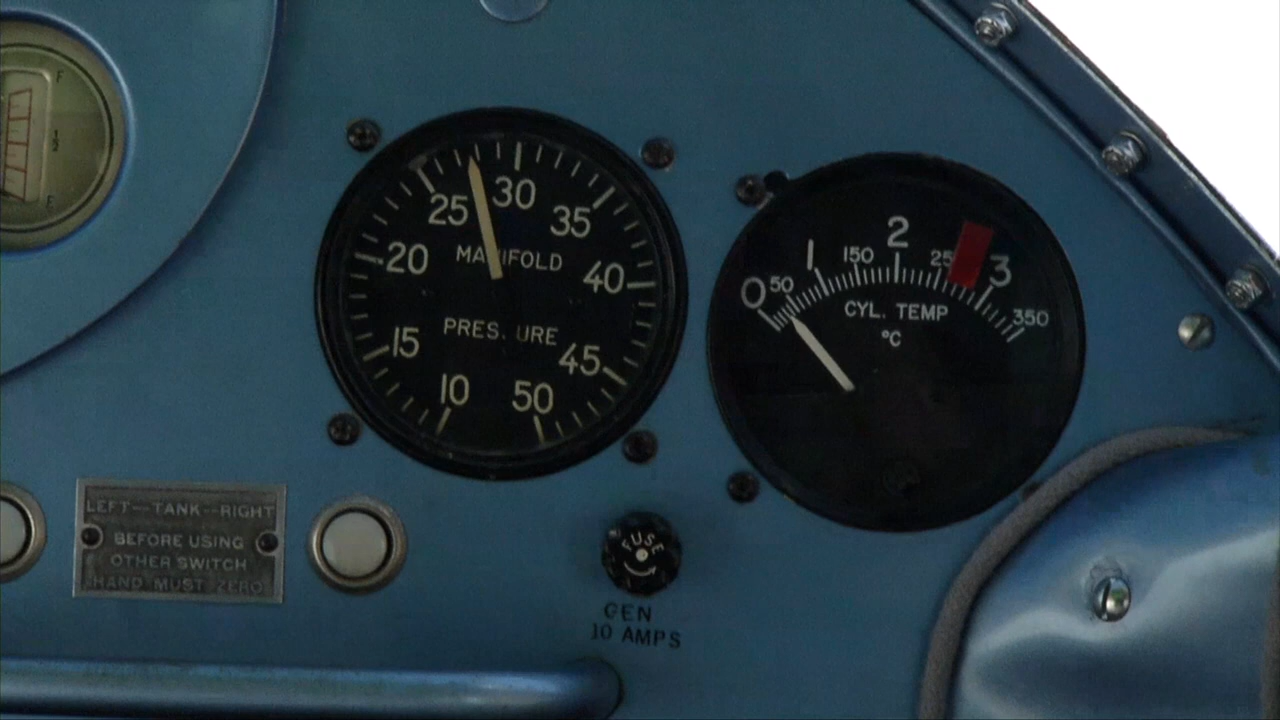 F
E
30
25
35
20
MANIFOLD
40
PRESSURE
15
45
10
50
2
1
150
25
3
50
0
350
CYL. TEMP
°C
LEFT—TANK—RIGHT
BEFORE USING
OTHER SWITCH
HAND MUST ZERO
FUSE
GEN
10 AMPS